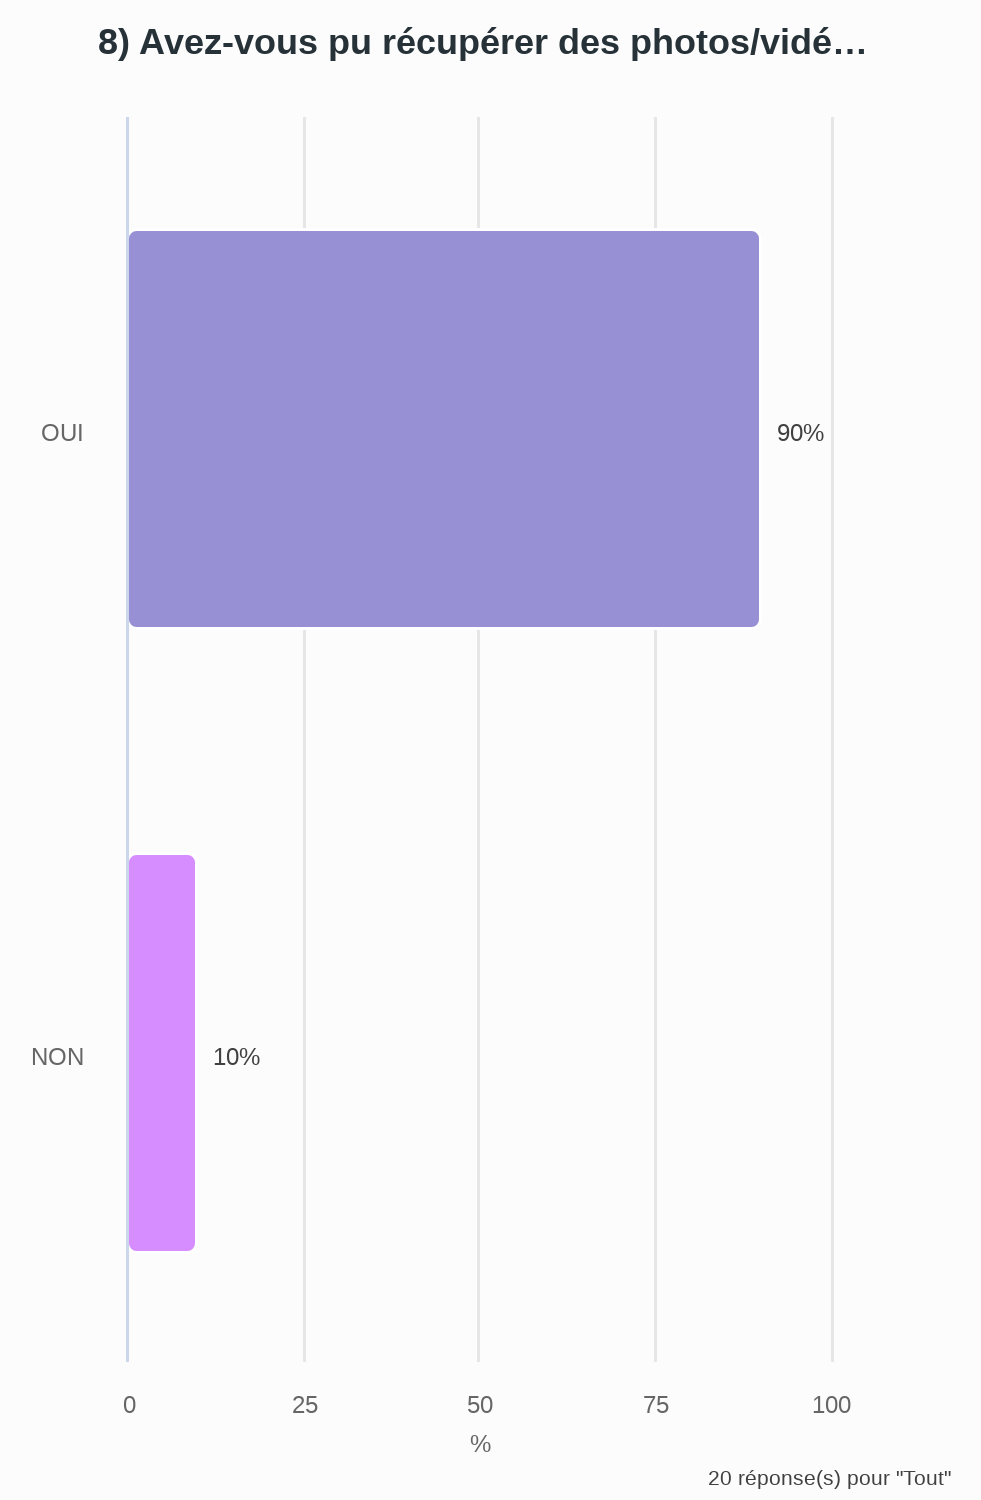 8) Avez-vous pu récupérer des photos/vidé…
OUI
90%
NON
10%
0 25 50 75 100
%
20 réponse(s) pour "Tout"